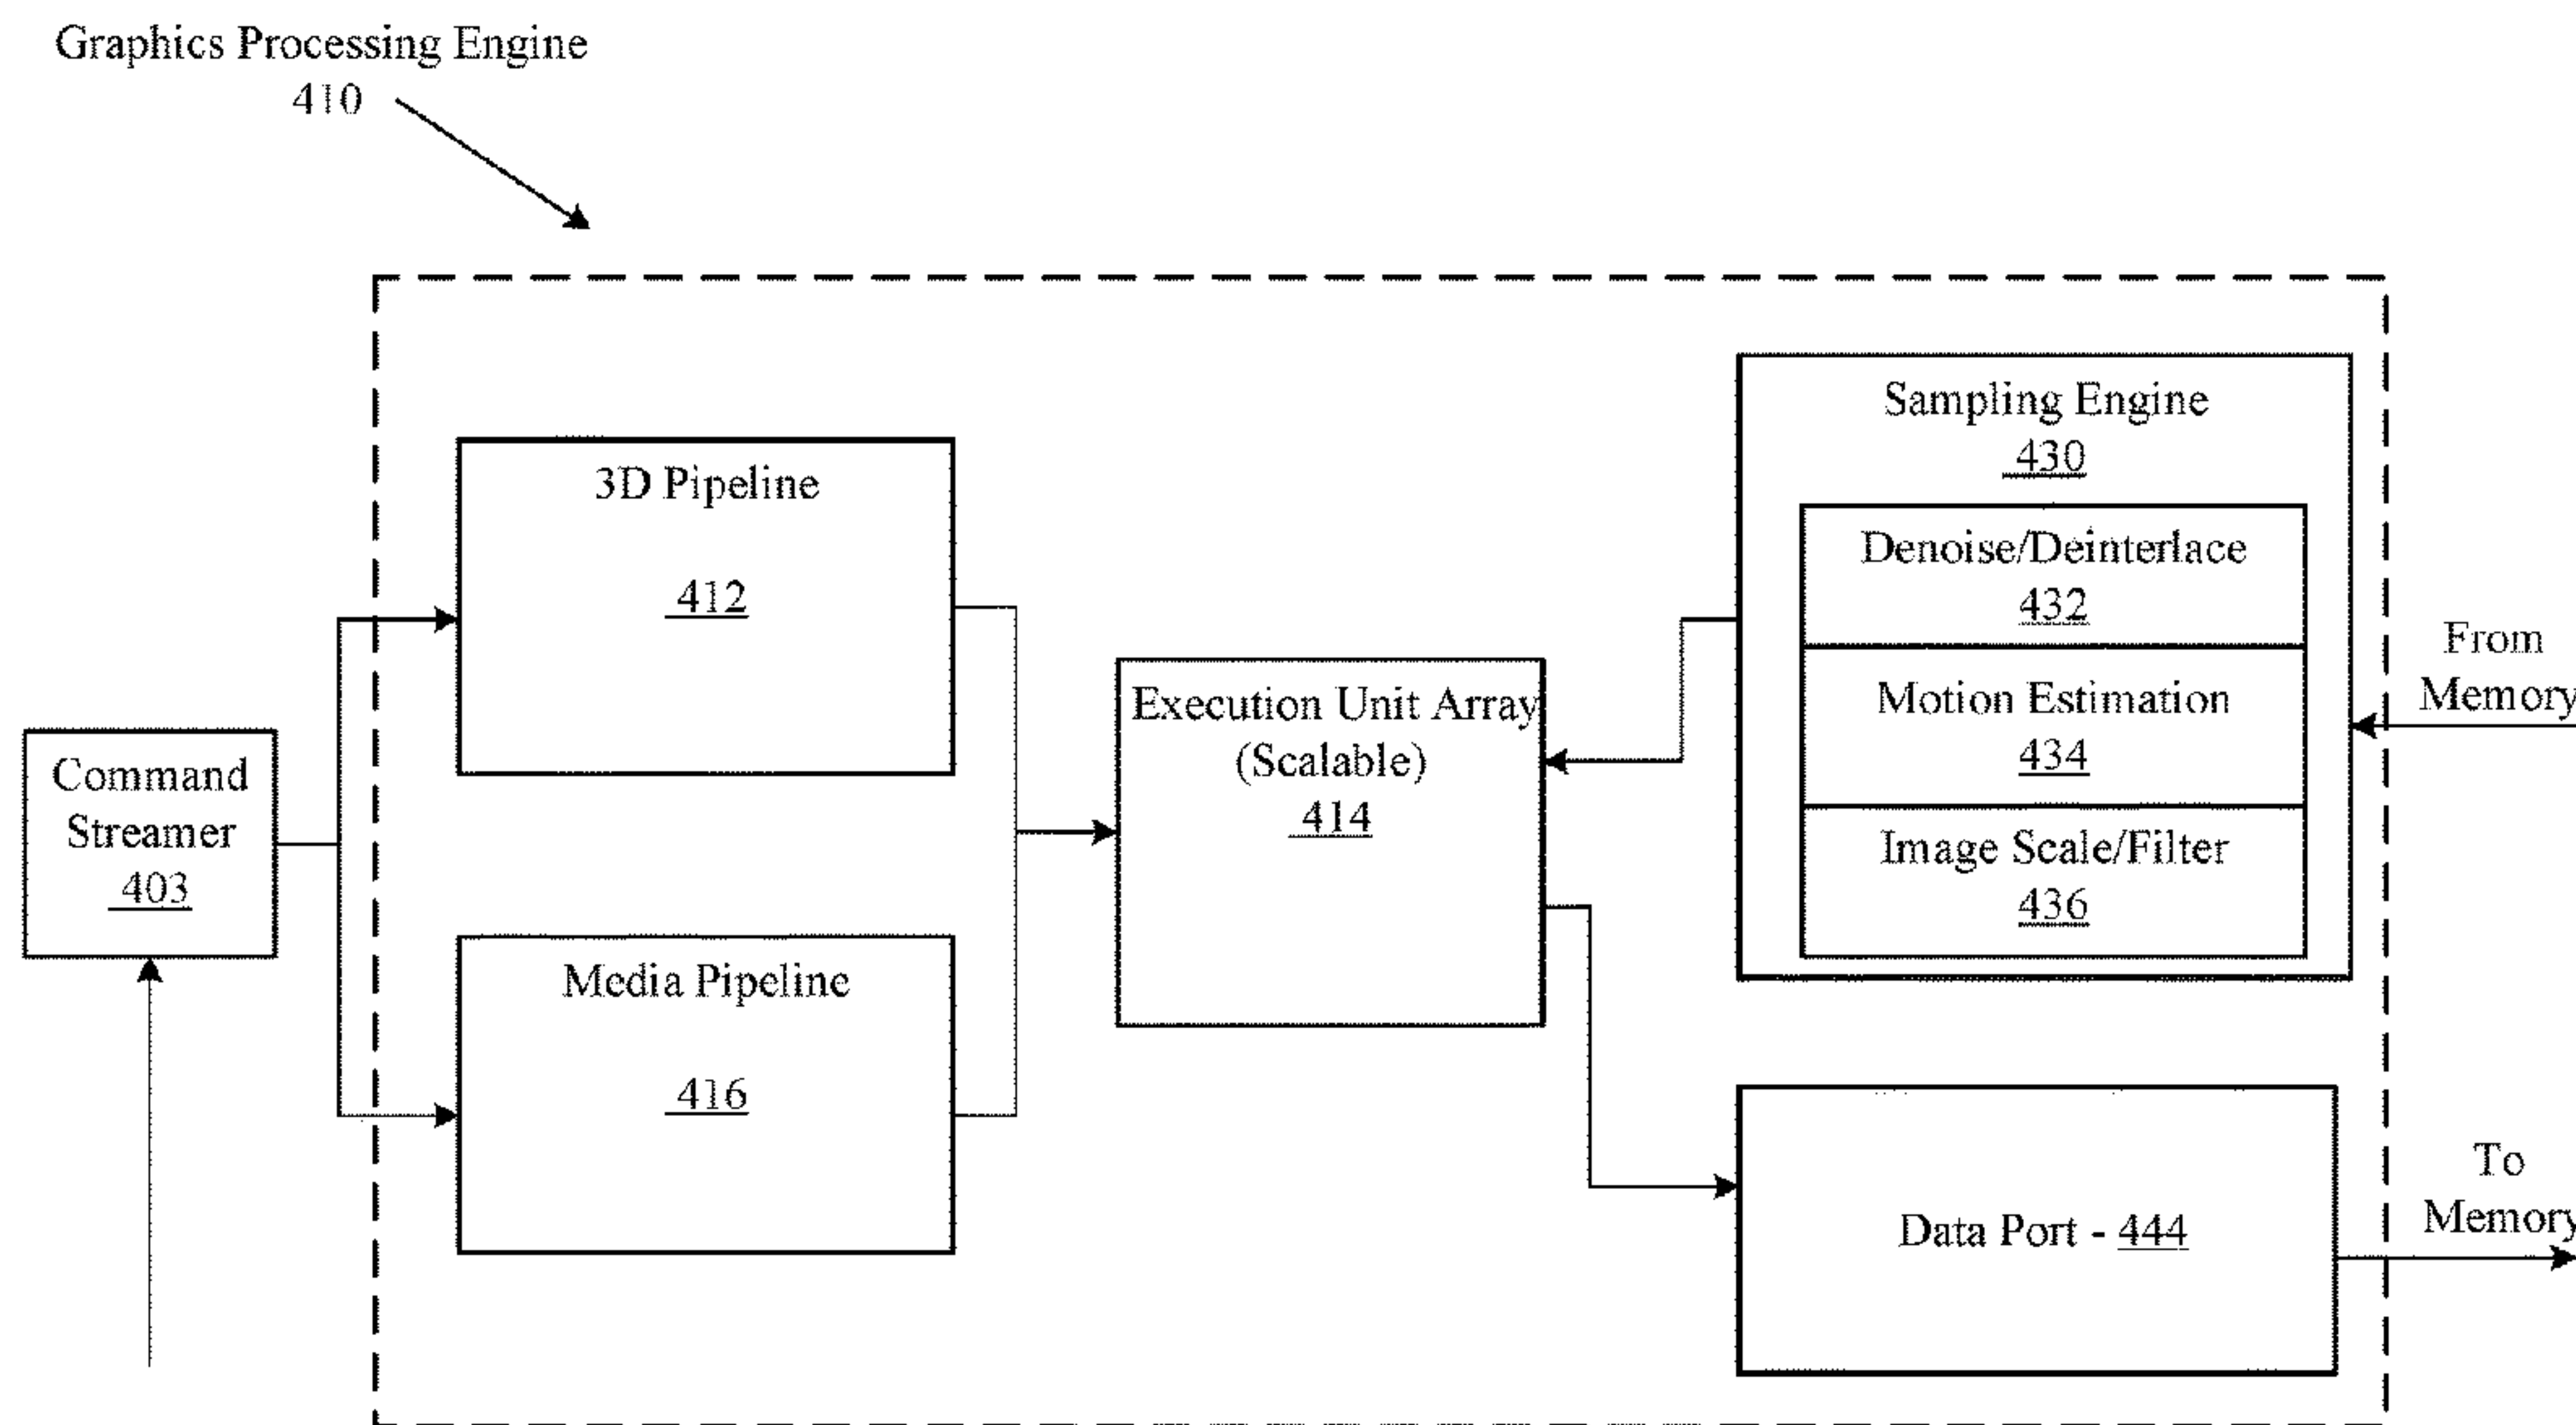 Graphics Processing Engine
410
Command
Streamer
403
3D Pipeline
412
Media Pipeline
416
Execution Unit Array
(Scalable)
414
Sampling Engine
430
Denoise/Deinterlace
432
Motion Estimation
434
Image Scale/Filter
436
From
Memory
Data Port - 444
To
Memory